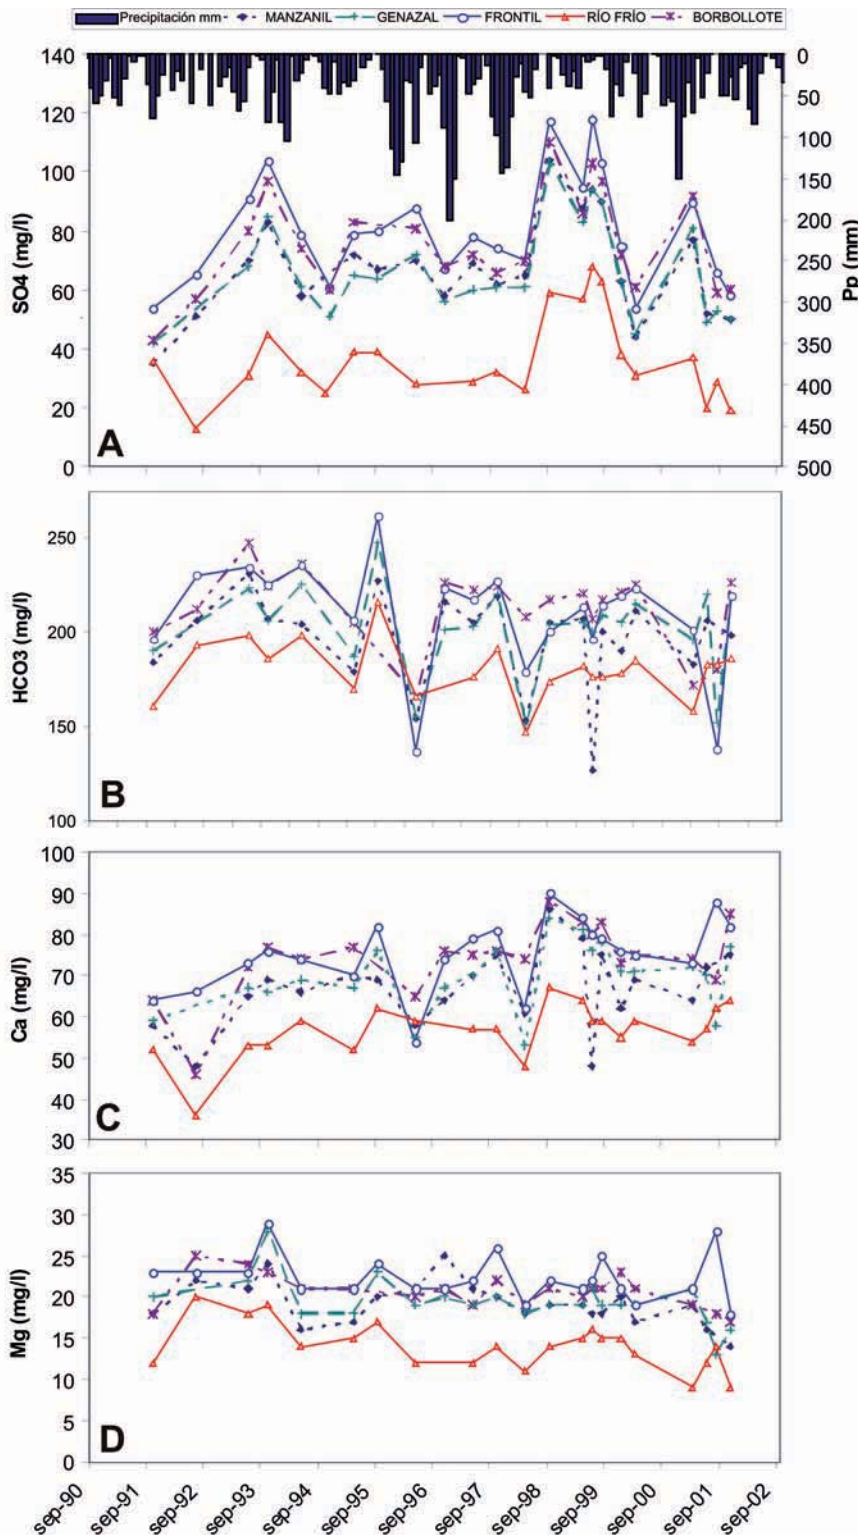 Precipitación mm MANZANIL GENAZAL FRONTIL RÍO FRÍO BORBOLLOTE
140 0
120 50
100 100
80 150
60 200
40 250
20 300
0 350
400
450
500
SO4 (mg/l)
Pp (mm)
A
250
200
150
100
HCO3 (mg/l)
B
100
90
80
70
60
50
40
30
Ca (mg/l)
C
35
30
25
20
15
10
5
0
Mg (mg/l)
D
sep-90 sep-91 sep-92 sep-93 sep-94 sep-95 sep-96 sep-97 sep-98 sep-99 sep-00 sep-01 sep-02